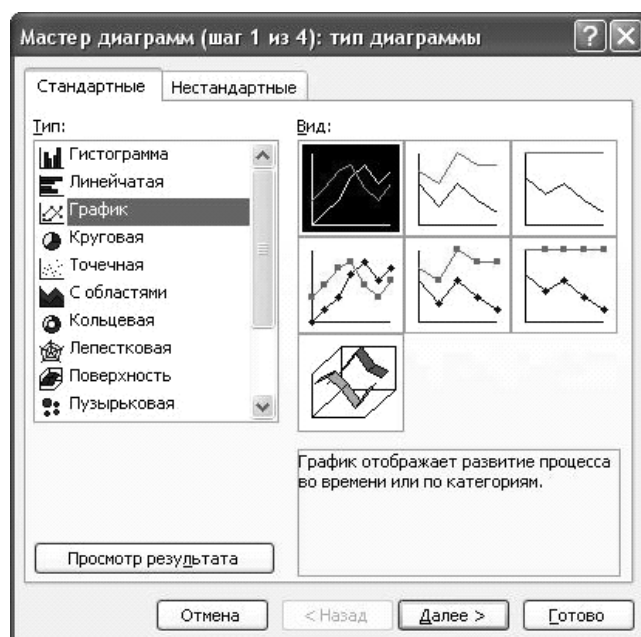 Мастер диаграмм (шаг 1 из 4): тип диаграммы
Стандартные
Нестандартные
Тип:
Гистограмма
Линейчатая
График
Круговая
Точечная
С областями
Кольцевая
Лепестковая
Поверхность
Пузырьковая
Вид:
График отображает развитие процесса
во времени или по категориям.
Просмотр результата
Отмена
< Назад
Далее >
Готово